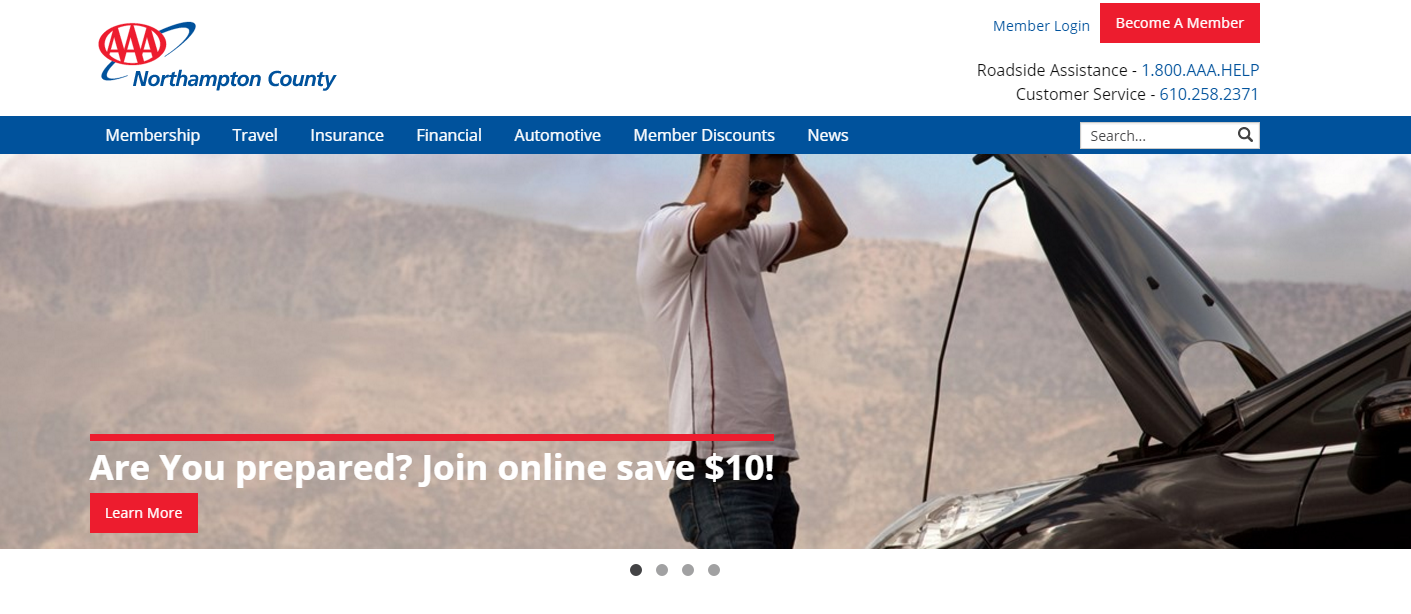 AAA
Northampton County
Member Login
Become A Member
Roadside Assistance - 1.800.AAA.HELP
Customer Service - 610.258.2371
Membership Travel Insurance Financial Automotive Member Discounts News
Search...
Are You prepared? Join online save $10!
Learn More